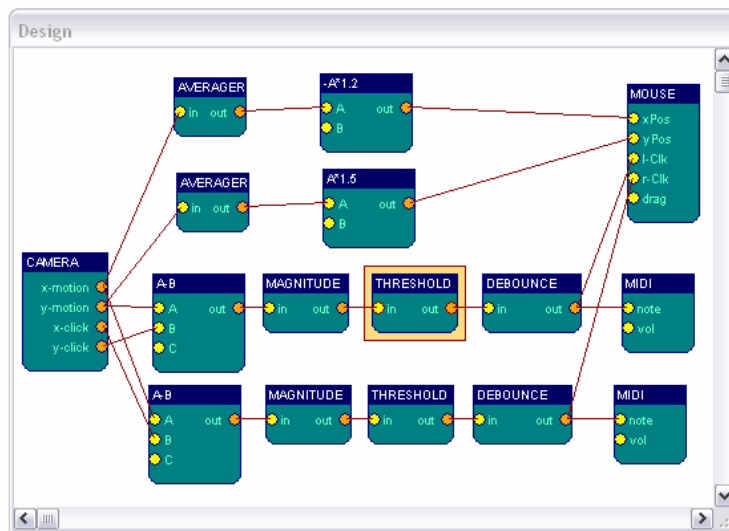 Design
AVERAGER
in out
-A*1.2
A out
B
MOUSE
xPos
yPos
l-Clk
r-Clk
drag
AVERAGER
in out
A*1.5
A out
B
CAMERA
x-motion
y-motion
x-click
y-click
A-B
A out
B
C
MAGNITUDE
in out
THRESHOLD
in out
DEBOUNCE
in out
MIDI
note
vol
A-B
A out
B
C
MAGNITUDE
in out
THRESHOLD
in out
DEBOUNCE
in out
MIDI
note
vol